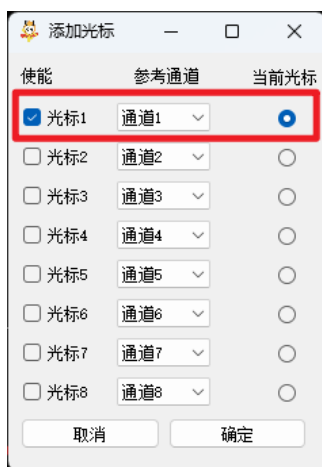 添加光标
使能 参考通道 当前光标
光标1 通道1
光标2 通道2
光标3 通道3
光标4 通道4
光标5 通道5
光标6 通道6
光标7 通道7
光标8 通道8
取消 确定